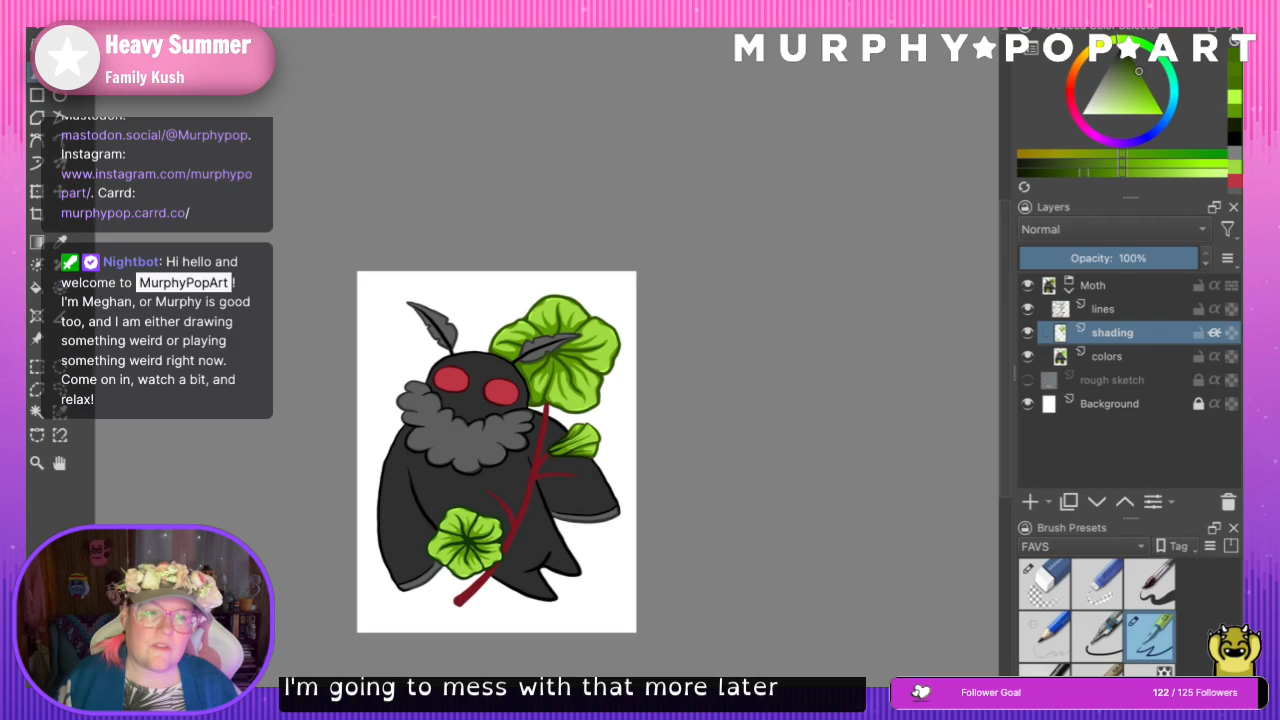 Heavy Summer
Family Kush
MURPHY★POP★ART
Mastodon:
mastodon.social/@Murphypop.
Instagram:
www.instagram.com/murphypo
part/. Carrd:
murphypop.carrd.co/
Nightbot: Hi hello and
welcome to MurphyPopArt !
I'm Meghan, or Murphy is good
too, and I am either drawing
something weird or playing
something weird right now.
Come on in, watch a bit, and
relax!
Advanced Color Selector
Layers
Normal
Opacity: 100%
Moth
lines
shading
colors
rough sketch
Background
Brush Presets
FAVS
Tag
I'm going to mess with that more later
Follower Goal
122 / 125 Followers